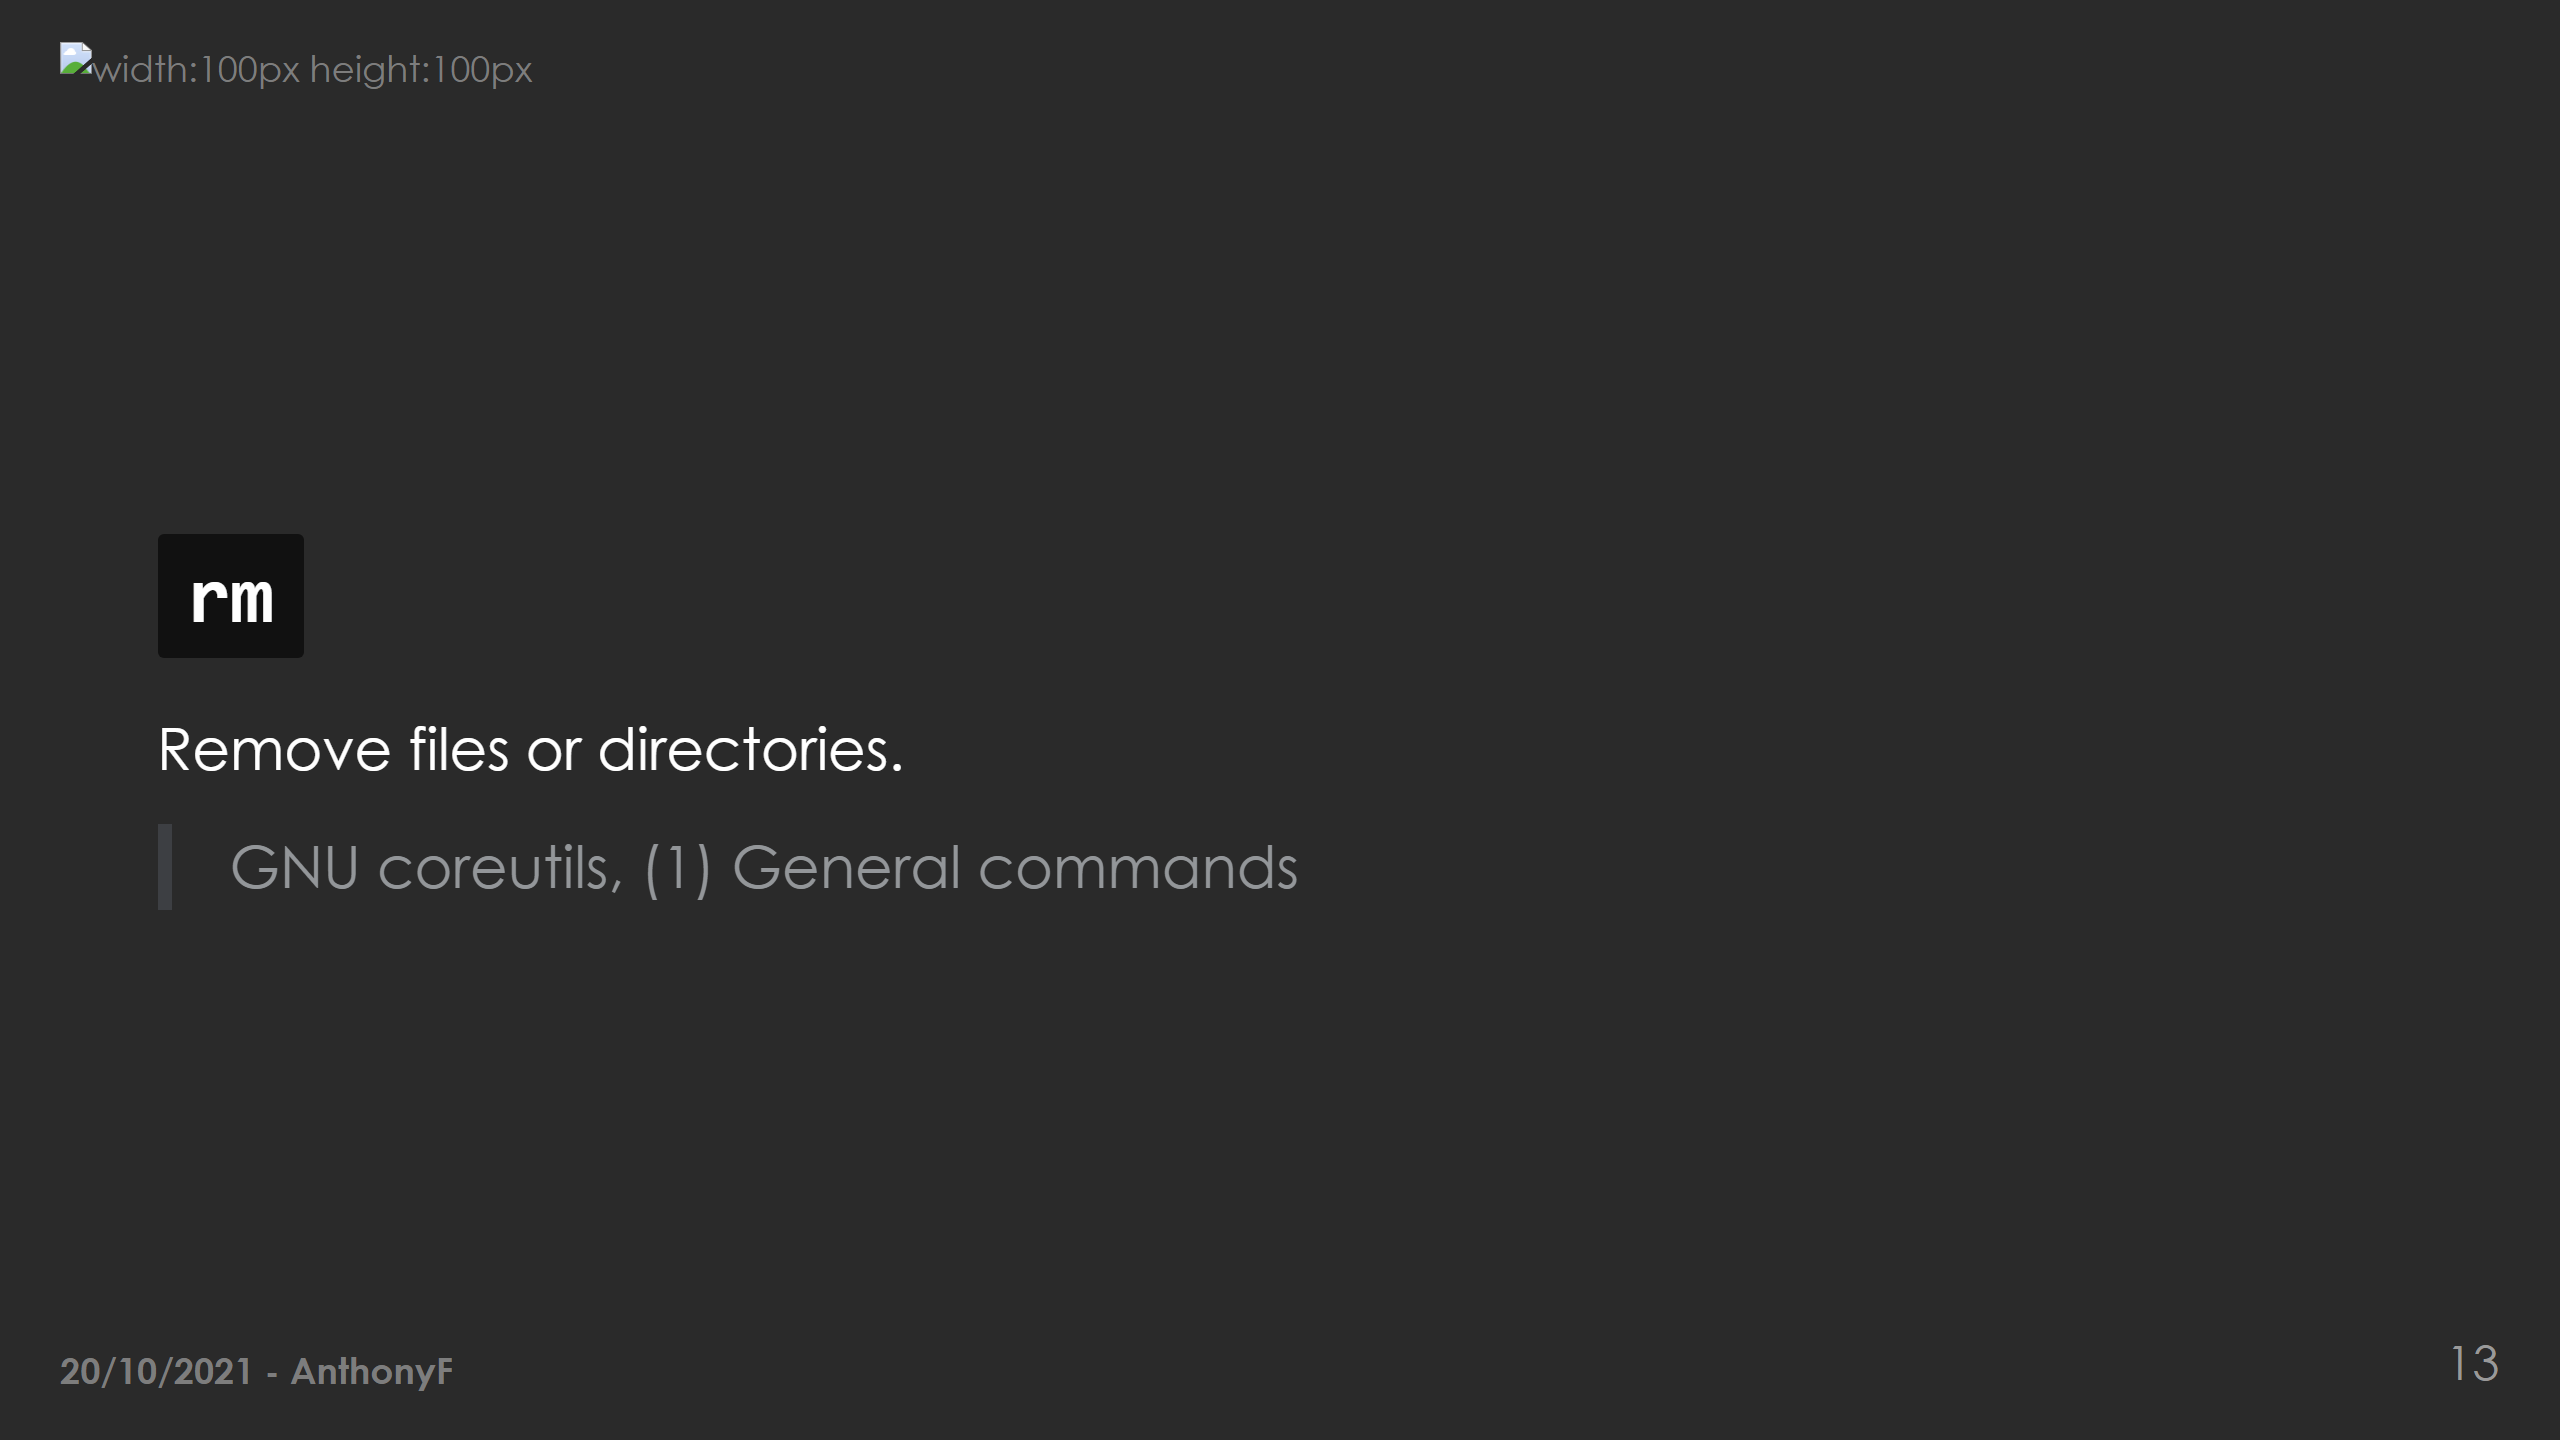 width:100px height:100px
rm
Remove files or directories.
GNU coreutils, (1) General commands
20/10/2021 - AnthonyF
13